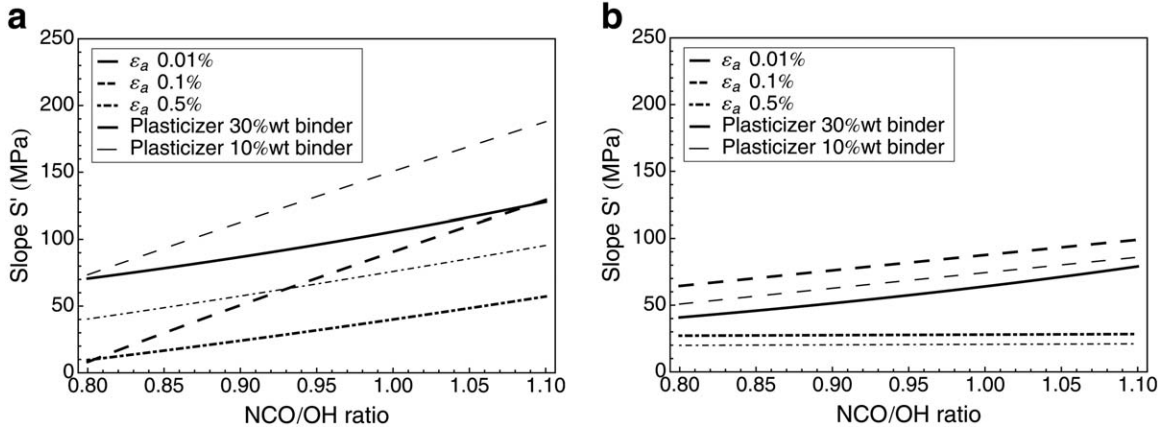 a
250
200
150
100
50
0
Slope S' (MPa)
εa 0.01%
εa 0.1%
εa 0.5%
Plasticizer 30%wt binder
Plasticizer 10%wt binder
0.80 0.85 0.90 0.95 1.00 1.05 1.10
NCO/OH ratio
b
250
200
150
100
50
0
Slope S' (MPa)
εa 0.01%
εa 0.1%
εa 0.5%
Plasticizer 30%wt binder
Plasticizer 10%wt binder
0.80 0.85 0.90 0.95 1.00 1.05 1.10
NCO/OH ratio